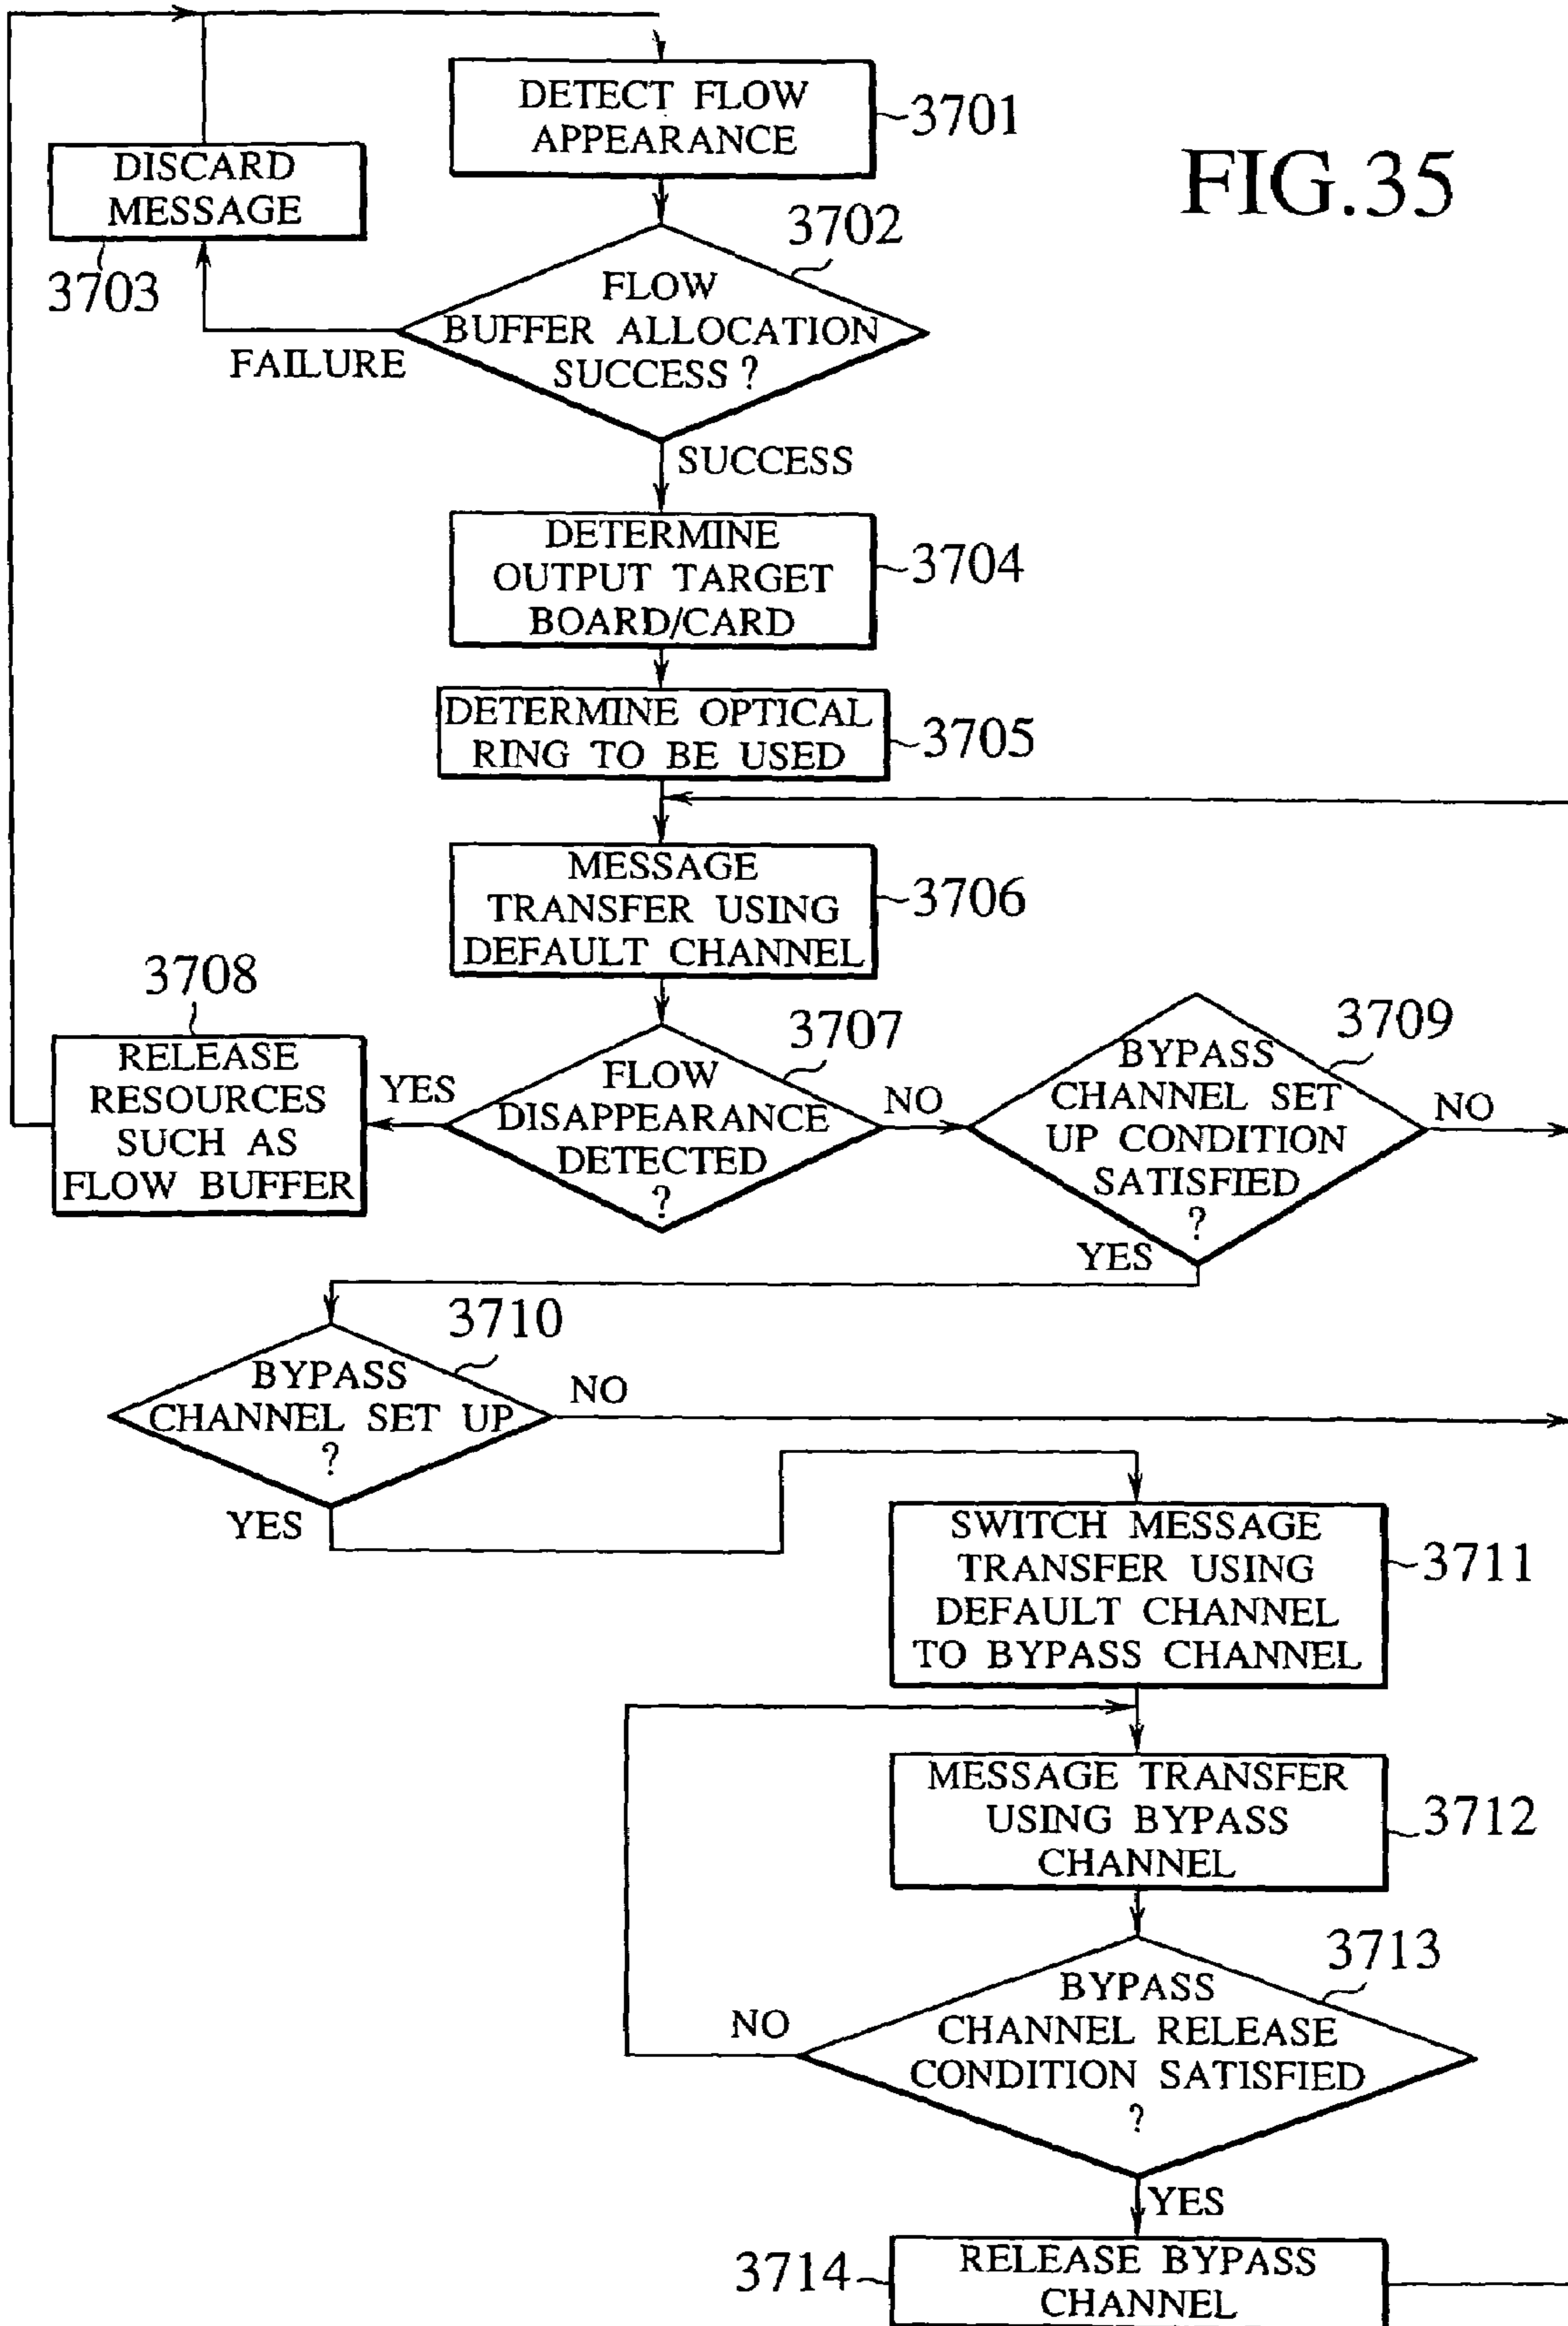 FIG.35
DETECT FLOW
APPEARANCE
3701
DISCARD
MESSAGE
3703
3702
FLOW
BUFFER ALLOCATION
SUCCESS ?
FAILURE
SUCCESS
DETERMINE
OUTPUT TARGET
BOARD/CARD
3704
DETERMINE OPTICAL
RING TO BE USED
3705
MESSAGE
TRANSFER USING
DEFAULT CHANNEL
3706
3708
RELEASE
RESOURCES
SUCH AS
FLOW BUFFER
YES
3707
FLOW
DISAPPEARANCE
DETECTED
?
NO
3709
BYPASS
CHANNEL SET
UP CONDITION
SATISFIED
?
NO
YES
3710
BYPASS
CHANNEL SET UP
?
NO
YES
SWITCH MESSAGE
TRANSFER USING
DEFAULT CHANNEL
TO BYPASS CHANNEL
3711
MESSAGE TRANSFER
USING BYPASS
CHANNEL
3712
3713
BYPASS
CHANNEL RELEASE
CONDITION SATISFIED
?
NO
YES
3714
RELEASE BYPASS
CHANNEL